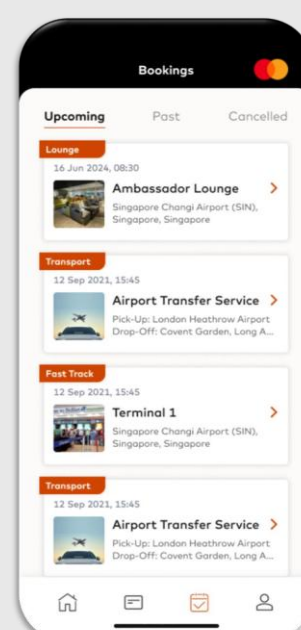 Bookings
Upcoming Past Cancelled
Lounge
16 Jun 2024, 08:30
Ambassador Lounge
Singapore Changi Airport (SIN),
Singapore, Singapore
Transport
12 Sep 2021, 15:45
Airport Transfer Service
Pick-Up: London Heathrow Airport
Drop-Off: Covent Garden, Long A...
Fast Track
12 Sep 2021, 15:45
Terminal 1
Singapore Changi Airport (SIN),
Singapore, Singapore
Transport
12 Sep 2021, 15:45
Airport Transfer Service
Pick-Up: London Heathrow Airport
Drop-Off: Covent Garden, Long A...